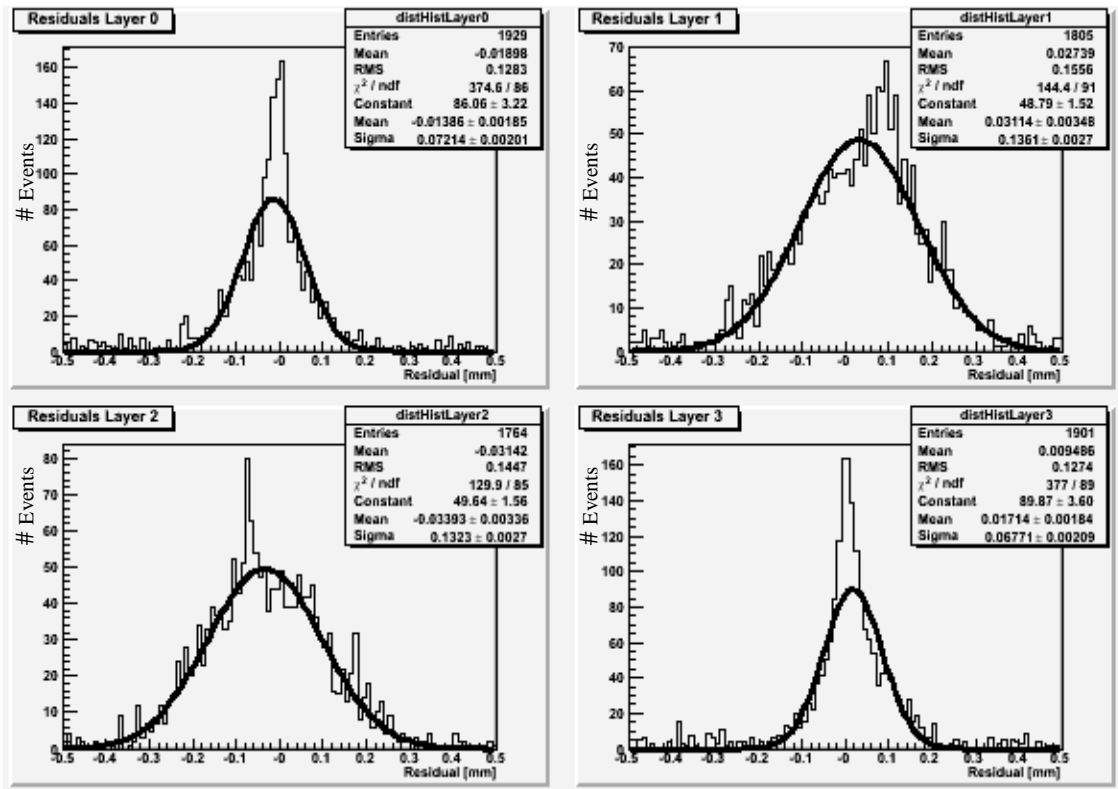 Residuals Layer 0
distHistLayer0
Entries 1929
Mean -0.01898
RMS 0.1283
χ² / ndf 374.6 / 86
Constant 86.06 ± 3.22
Mean -0.01386 ± 0.00185
Sigma 0.07214 ± 0.00201
# Events
160
140
120
100
80
60
40
20
0
-0.5 -0.4 -0.3 -0.2 -0.1 -0 0.1 0.2 0.3 0.4 0.5
Residual [mm]
Residuals Layer 1
distHistLayer1
Entries 1805
Mean 0.02739
RMS 0.1556
χ² / ndf 144.4 / 91
Constant 48.79 ± 1.52
Mean 0.03114 ± 0.00348
Sigma 0.1361 ± 0.0027
# Events
70
60
50
40
30
20
10
0
-0.5 -0.4 -0.3 -0.2 -0.1 -0 0.1 0.2 0.3 0.4 0.5
Residual [mm]
Residuals Layer 2
distHistLayer2
Entries 1764
Mean -0.03142
RMS 0.1447
χ² / ndf 129.9 / 85
Constant 49.64 ± 1.56
Mean -0.03393 ± 0.00336
Sigma 0.1323 ± 0.0027
# Events
80
70
60
50
40
30
20
10
0
-0.5 -0.4 -0.3 -0.2 -0.1 -0 0.1 0.2 0.3 0.4 0.5
Residual [mm]
Residuals Layer 3
distHistLayer3
Entries 1901
Mean 0.009486
RMS 0.1274
χ² / ndf 377 / 89
Constant 89.87 ± 3.60
Mean 0.01714 ± 0.00184
Sigma 0.06771 ± 0.00209
# Events
160
140
120
100
80
60
40
20
0
-0.5 -0.4 -0.3 -0.2 -0.1 -0 0.1 0.2 0.3 0.4 0.5
Residual [mm]